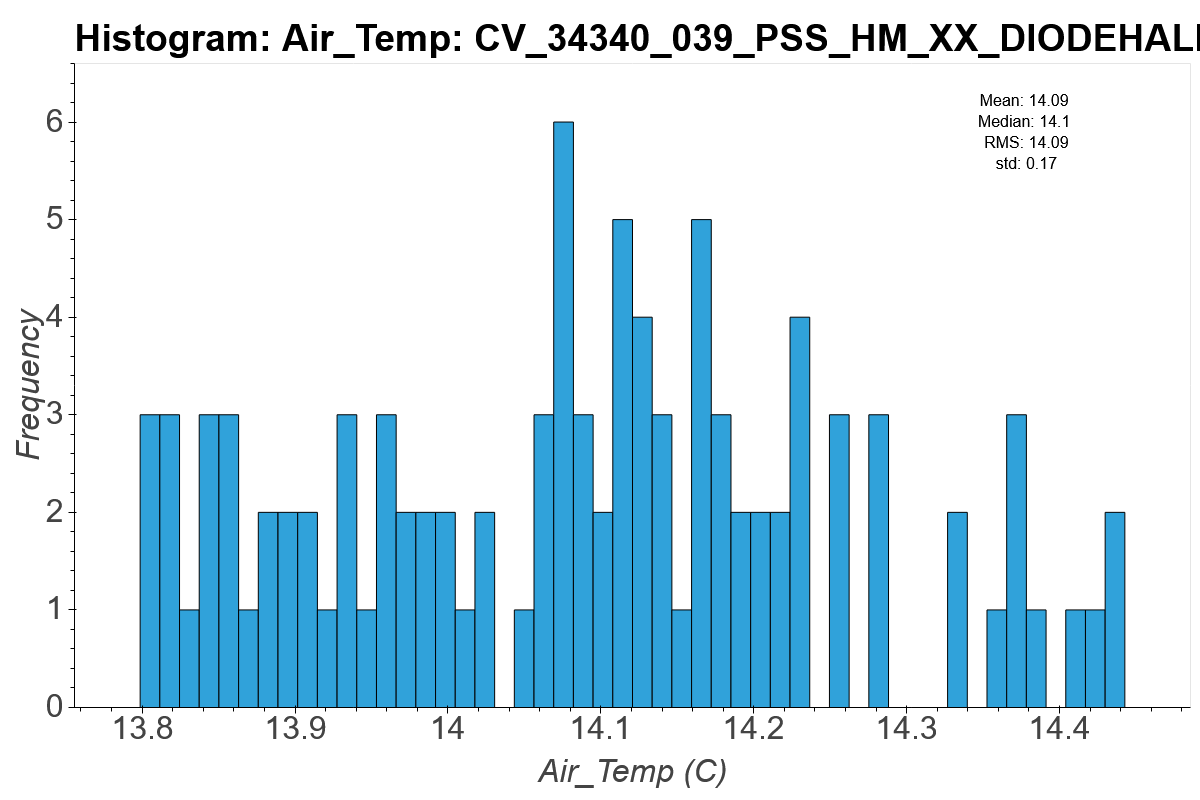 Histogram: Air_Temp: CV_34340_039_PSS_HM_XX_DIODEHAL
Mean: 14.09
Median: 14.1
RMS: 14.09
std: 0.17
Frequency
6
5
4
3
2
1
0
13.8 13.9 14 14.1 14.2 14.3 14.4
Air_Temp (C)